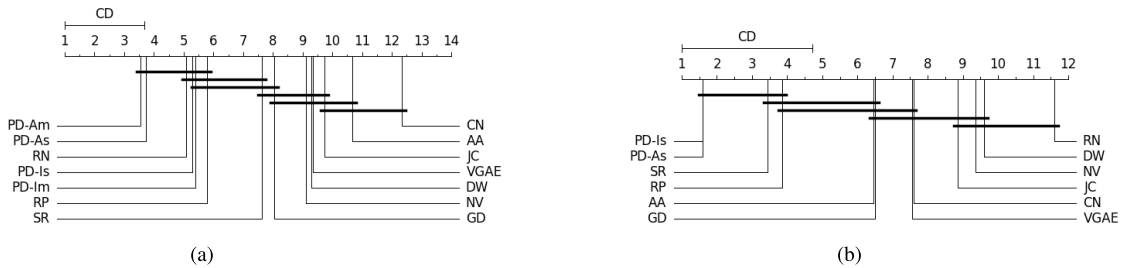 CD
1 2 3 4 5 6 7 8 9 10 11 12 13 14
PD-Am CN
PD-As AA
RN JC
PD-Is VGAE
PD-Im DW
RP NV
SR GD
(a)
CD
1 2 3 4 5 6 7 8 9 10 11 12
PD-Is RN
PD-As DW
SR NV
RP JC
AA CN
GD VGAE
(b)